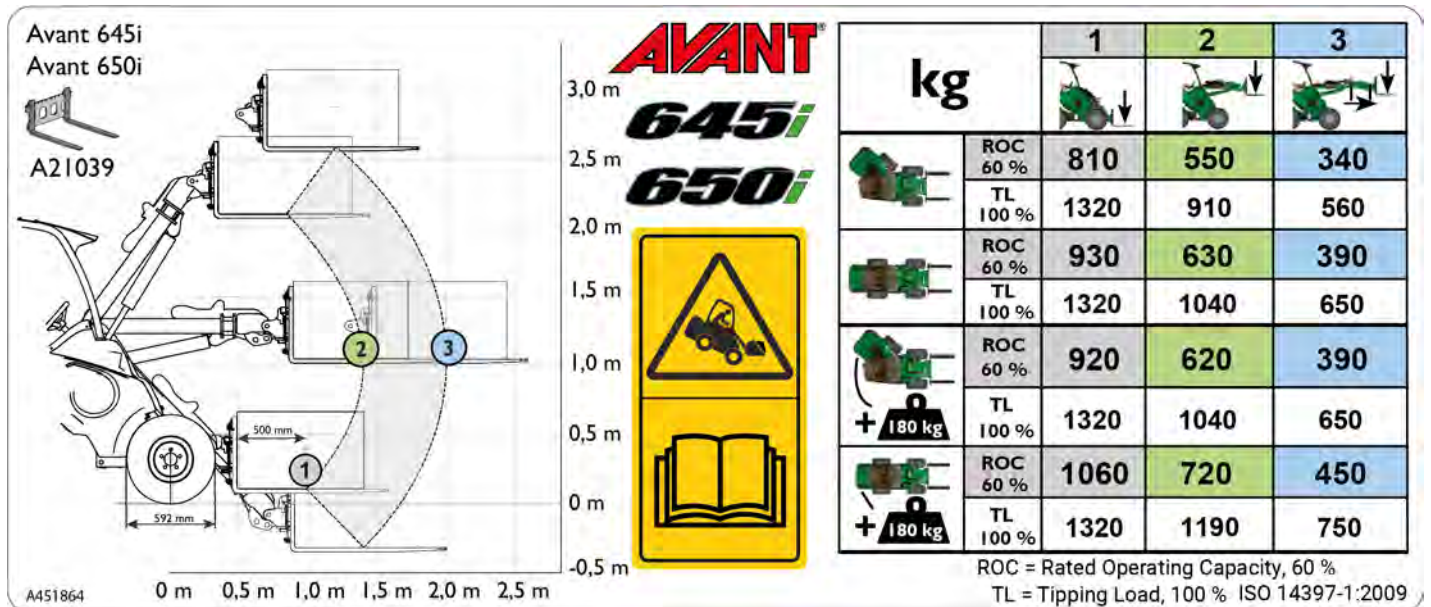 Avant 645i
Avant 650i
A21039
500 mm
1
2
3
592 mm
3,0 m
2,5 m
2,0 m
1,5 m
1,0 m
0,5 m
0 m
-0,5 m
0 m 0,5 m 1,0 m 1,5 m 2,0 m 2,5 m
A451864
AVANT®
645i
650i
kg 1 2 3
ROC 60 % 810 550 340
TL 100 % 1320 910 560
ROC 60 % 930 630 390
TL 100 % 1320 1040 650
ROC 60 % 920 620 390
+ 180 kg TL 100 % 1320 1040 650
ROC 60 % 1060 720 450
+ 180 kg TL 100 % 1320 1190 750
ROC = Rated Operating Capacity, 60 %
TL = Tipping Load, 100 % ISO 14397-1:2009